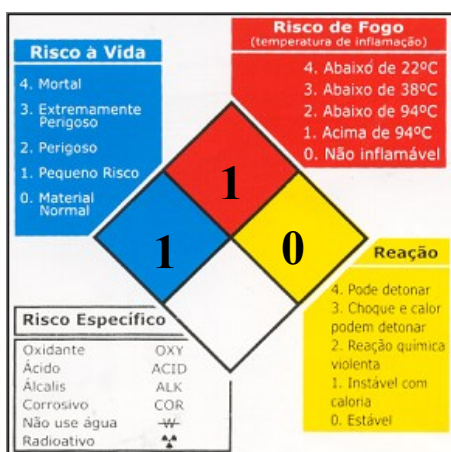 Risco à Vida
4. Mortal
3. Extremamente
Perigoso
2. Perigoso
1. Pequeno Risco
0. Material
Normal
Risco de Fogo
(temperatura de inflamação)
4. Abaixo de 22ºC
3. Abaixo de 38ºC
2. Abaixo de 94ºC
1. Acima de 94ºC
0. Não inflamável
1
1
0
Reação
4. Pode detonar
3. Choque e calor
podem detonar
2. Reação química
violenta
1. Instável com
caloria
0. Estável
Risco Específico
Oxidante OXY
Ácido ACID
Álcalis ALK
Corrosivo COR
Não use água W
Radioativo